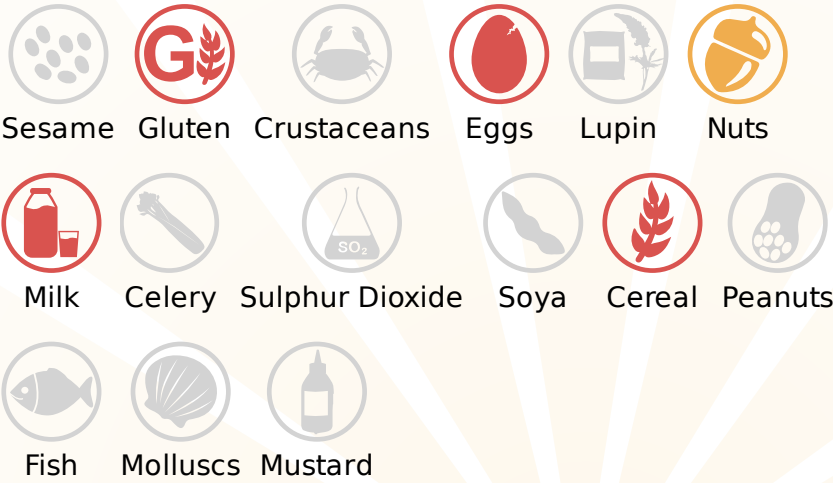 G
Sesame Gluten Crustaceans Eggs Lupin Nuts
SO₂
Milk Celery Sulphur Dioxide Soya Cereal Peanuts
Fish Molluscs Mustard